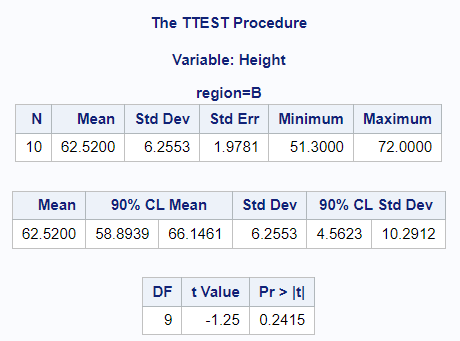 The TTEST Procedure
Variable: Height
region=B
N Mean Std Dev Std Err Minimum Maximum
10 62.5200 6.2553 1.9781 51.3000 72.0000
Mean 90% CL Mean Std Dev 90% CL Std Dev
62.5200 58.8939 66.1461 6.2553 4.5623 10.2912
DF t Value Pr > |t|
9 -1.25 0.2415